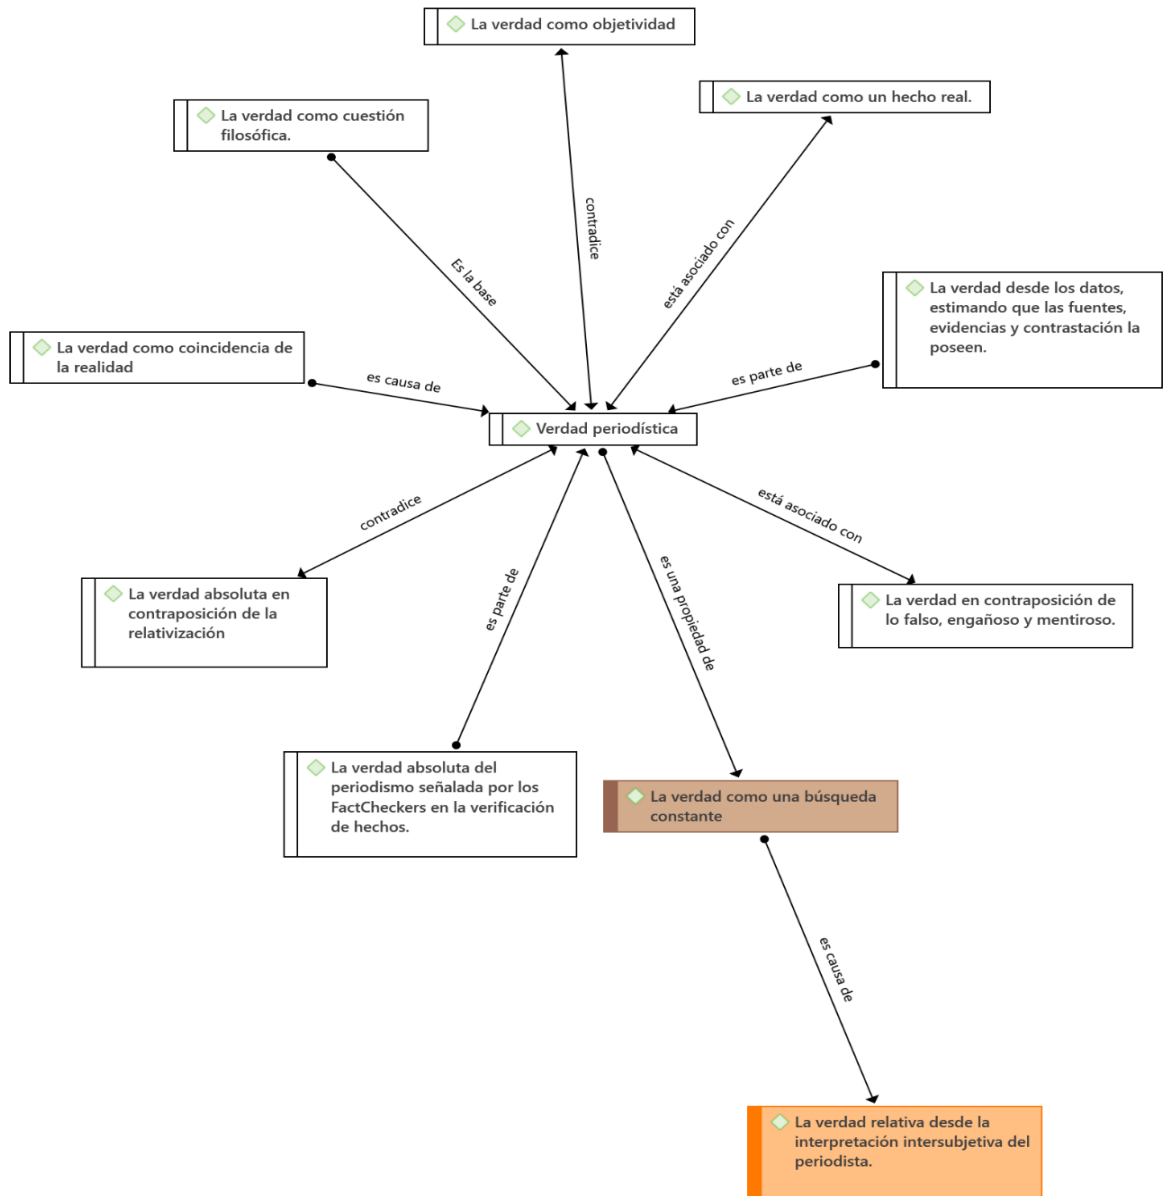 La verdad como objetividad
La verdad como un hecho real.
La verdad como cuestión
filosófica.
contradice
está asociado con
Es la base
La verdad desde los datos,
estimando que las fuentes,
evidencias y contrastación la
poseen.
La verdad como coincidencia de
la realidad
es causa de
es parte de
Verdad periodística
contradice
está asociado con
es parte de
es una propiedad de
La verdad absoluta en
contraposición de la
relativización
La verdad en contraposición de
lo falso, engañoso y mentiroso.
La verdad absoluta del
periodismo señalada por los
FactCheckers en la verificación
de hechos.
La verdad como una búsqueda
constante
es causa de
La verdad relativa desde la
interpretación intersubjetiva del
periodista.